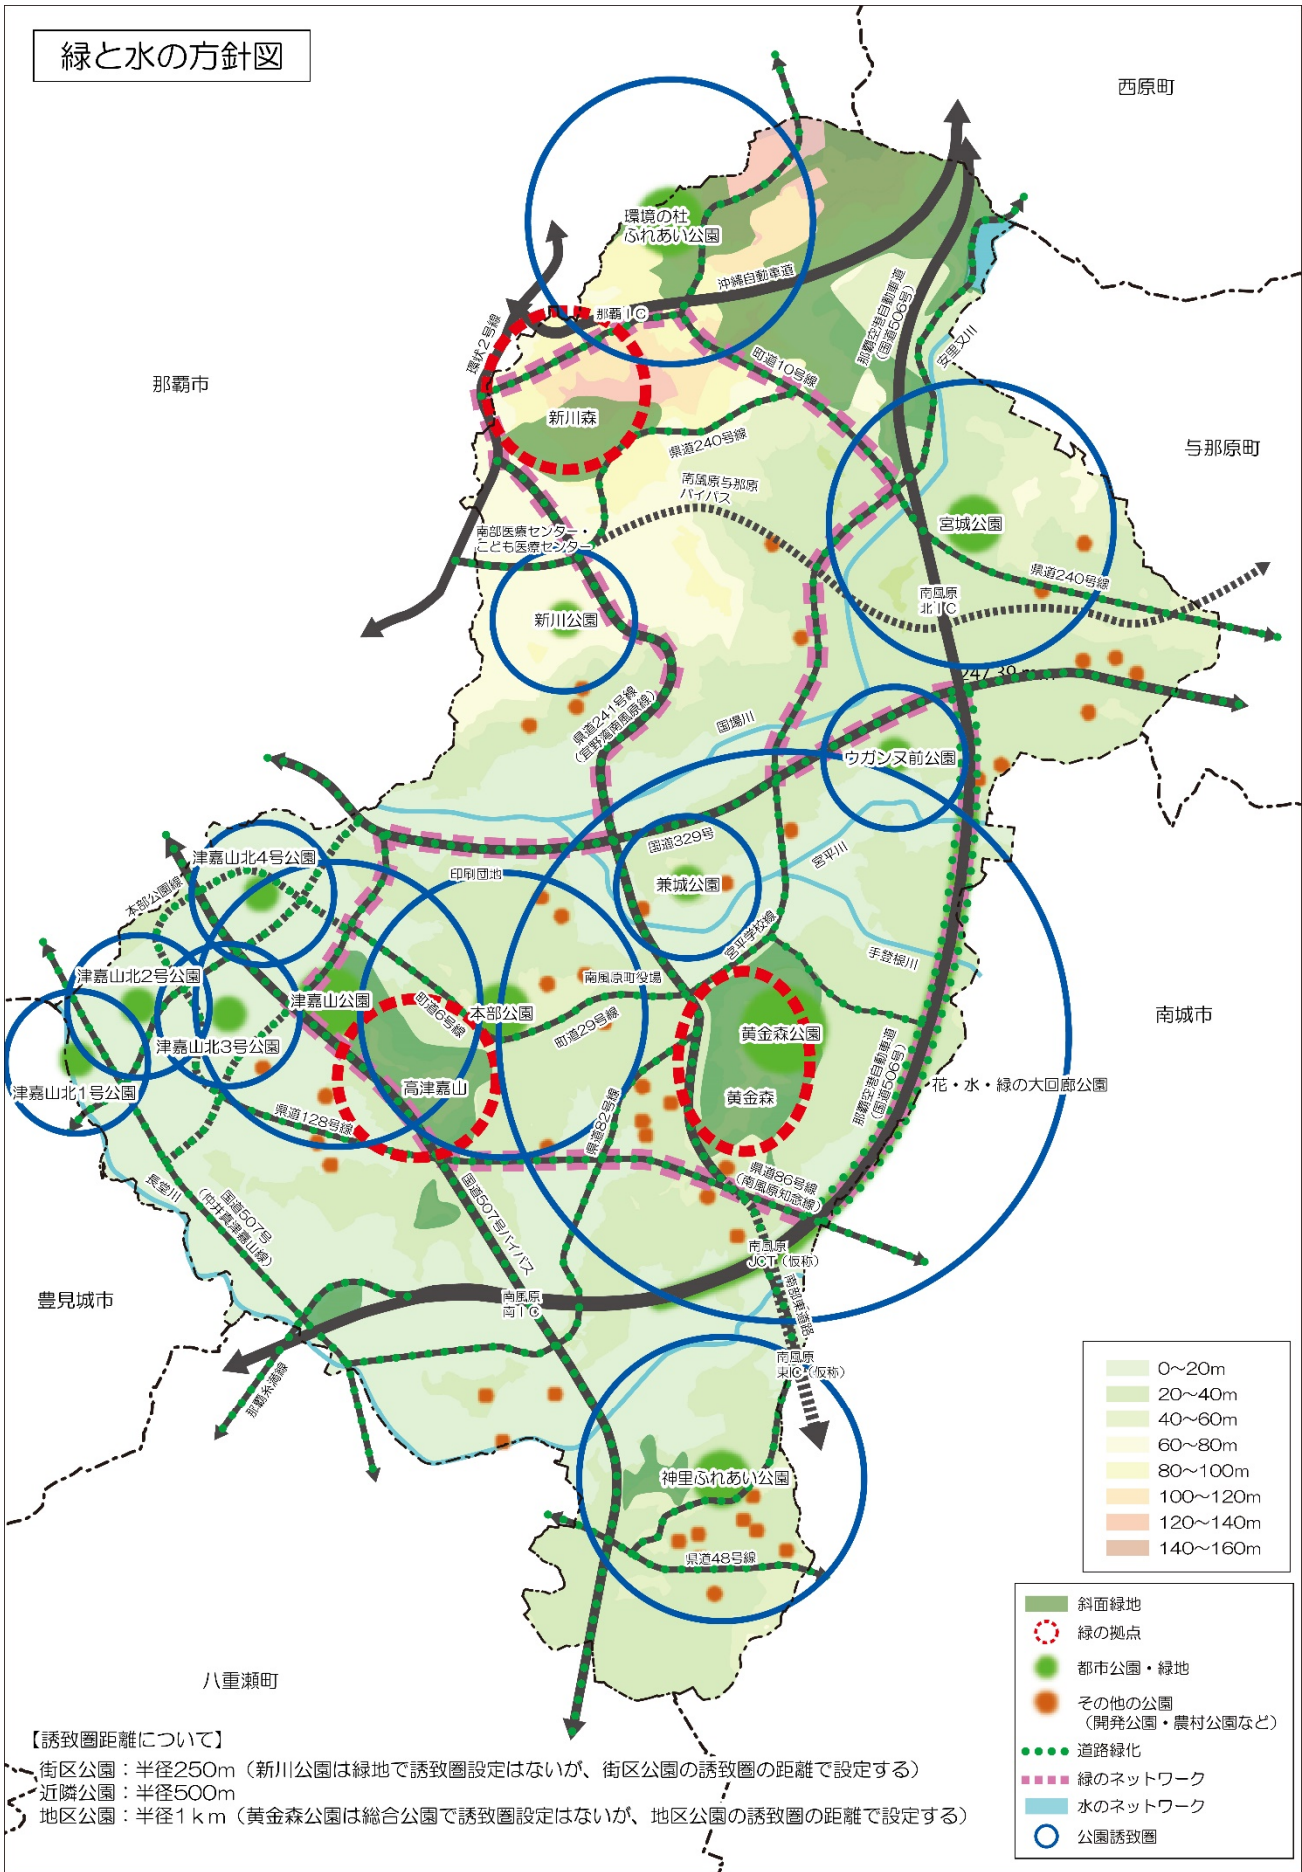 緑と水の方針図
西原町
環境の杜
ふれあい公園
沖縄自動車道
那覇空港自動車道
(国道506号)
那覇IC
環状2号線
安里又川
町道10号線
那覇市
新川森
県道240号線
与那原町
南風原与那原
バイパス
宮城公園
南部医療センター・
こども医療センター
県道240号線
南風原
北IC
新川公園
247.39
県道241号線
(宜野湾南風原線)
国場川
ウガンヌ前公園
国道329号
津嘉山北4号公園
宮平川
印刷団地
兼城公園
本部公園線
宮平学校線
手登根川
津嘉山北2号公園
南風原町役場
津嘉山公園
町道6号線
本部公園
南城市
町道29号線
黄金森公園
津嘉山北3号公園
高津嘉山
那覇空港自動車道
(国道506号)
花・水・緑の大回廊公園
津嘉山北1号公園
黄金森
県道128号線
県道82号線
県道86号線
(南風原知念線)
長堂川
国道507号
(仲井真津嘉山線)
国道507号バイパス
南風原
JCT(仮称)
豊見城市
南風原
南IC
南部東道路
南風原
東IC(仮称)
那覇糸満線
神里ふれあい公園
県道48号線
八重瀬町
0~20m
20~40m
40~60m
60~80m
80~100m
100~120m
120~140m
140~160m
斜面緑地
緑の拠点
都市公園・緑地
その他の公園
(開発公園・農村公園など)
道路緑化
緑のネットワーク
水のネットワーク
公園誘致圏
【誘致圏距離について】
街区公園:半径250m(新川公園は緑地で誘致圏設定はないが、街区公園の誘致圏の距離で設定する)
近隣公園:半径500m
地区公園:半径1km(黄金森公園は総合公園で誘致圏設定はないが、地区公園の誘致圏の距離で設定する)